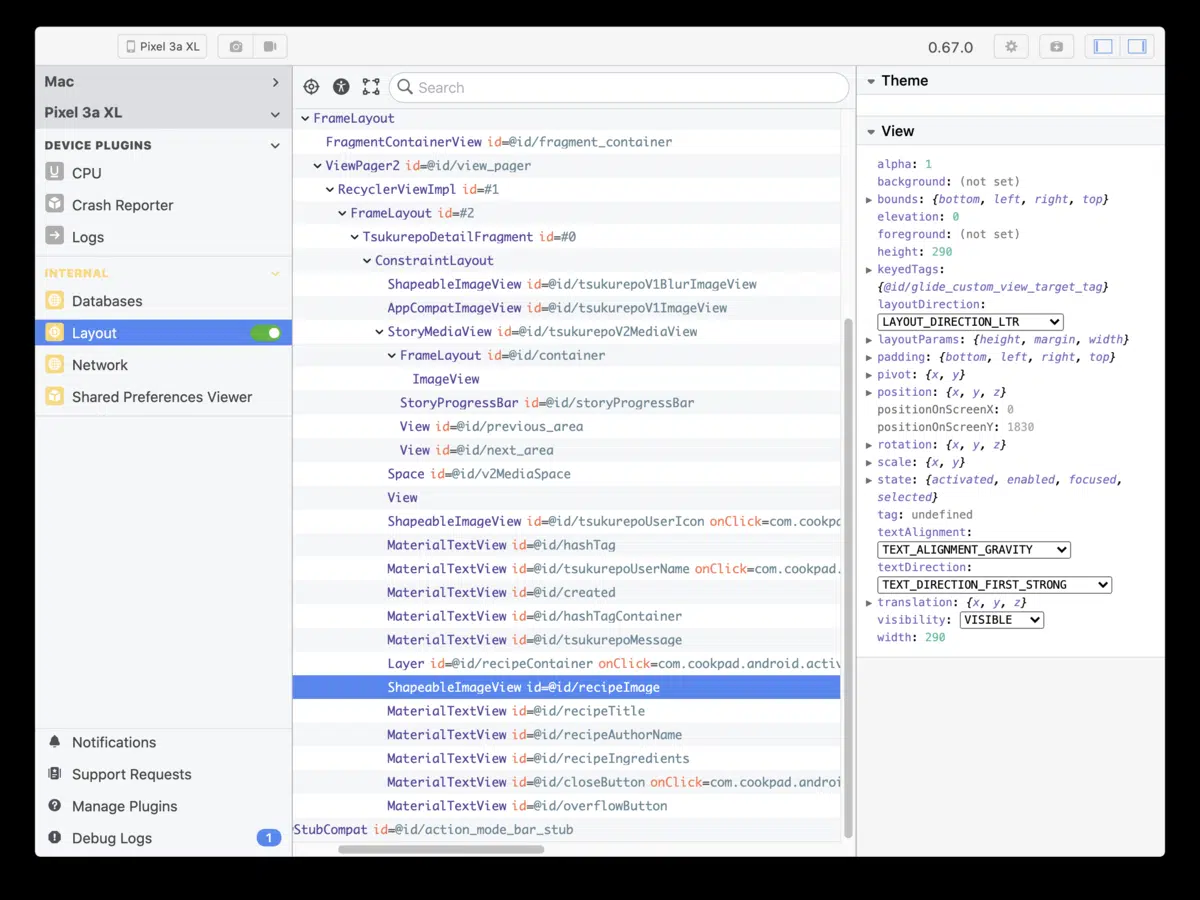 Pixel 3a XL
0.67.0
Mac
Pixel 3a XL
DEVICE PLUGINS
CPU
Crash Reporter
Logs
INTERNAL
Databases
Layout
Network
Shared Preferences Viewer
Notifications
Support Requests
Manage Plugins
Debug Logs 1
Search
FrameLayout
FragmentContainerView id=@id/fragment_container
ViewPager2 id=@id/view_pager
RecyclerViewImpl id=#1
FrameLayout id=#2
TsukurepoDetailFragment id=#0
ConstraintLayout
ShapeableImageView id=@id/tsukurepoV1BlurImageView
AppCompatImageView id=@id/tsukurepoV1ImageView
StoryMediaView id=@id/tsukurepoV2MediaView
FrameLayout id=@id/container
ImageView
StoryProgressBar id=@id/storyProgressBar
View id=@id/previous_area
View id=@id/next_area
Space id=@id/v2MediaSpace
View
ShapeableImageView id=@id/tsukurepoUserIcon onClick=com.cookpa
MaterialTextView id=@id/hashTag
MaterialTextView id=@id/tsukurepoUserName onClick=com.cookpad.
MaterialTextView id=@id/created
MaterialTextView id=@id/hashTagContainer
MaterialTextView id=@id/tsukurepoMessage
Layer id=@id/recipeContainer onClick=com.cookpad.android.activ
ShapeableImageView id=@id/recipeImage
MaterialTextView id=@id/recipeTitle
MaterialTextView id=@id/recipeAuthorName
MaterialTextView id=@id/recipeIngredients
MaterialTextView id=@id/closeButton onClick=com.cookpad.androi
MaterialTextView id=@id/overflowButton
StubCompat id=@id/action_mode_bar_stub
Theme
View
alpha: 1
background: (not set)
bounds: {bottom, left, right, top}
elevation: 0
foreground: (not set)
height: 290
keyedTags:
{@id/glide_custom_view_target_tag}
layoutDirection:
LAYOUT_DIRECTION_LTR
layoutParams: {height, margin, width}
padding: {bottom, left, right, top}
pivot: {x, y}
position: {x, y, z}
positionOnScreenX: 0
positionOnScreenY: 1830
rotation: {x, y, z}
scale: {x, y}
state: {activated, enabled, focused,
selected}
tag: undefined
textAlignment:
TEXT_ALIGNMENT_GRAVITY
textDirection:
TEXT_DIRECTION_FIRST_STRONG
translation: {x, y, z}
visibility: VISIBLE
width: 290